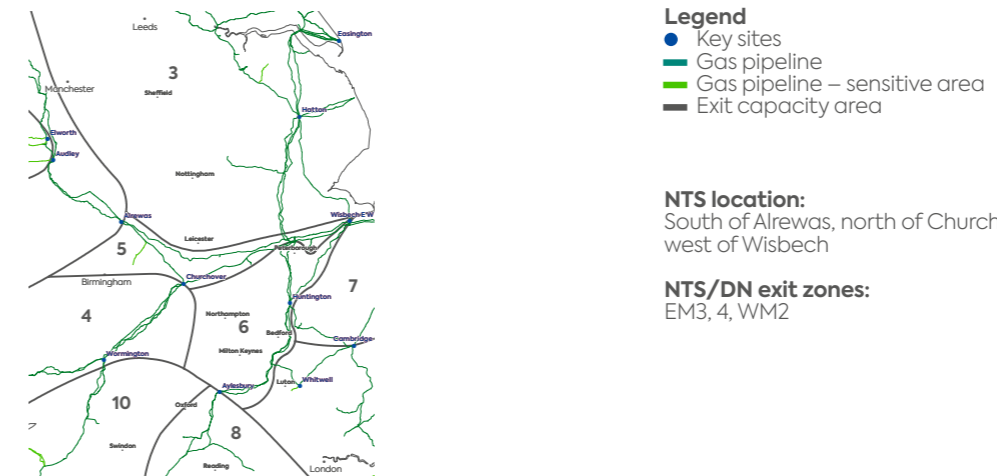 Leeds
Easington
3
Manchester
Sheffield
Hatton
Elworth
Audley
Nottingham
Alrewas
Wisbech E W
5
Leicester
Peterborough
Birmingham
Churchover
7
Huntington
4
Northampton
6
Bedford
Cambridge
Milton Keynes
Wormington
Aylesbury
Luton
Whitwell
10
Oxford
8
Swindon
Reading
London
Legend
Key sites
Gas pipeline
Gas pipeline – sensitive area
Exit capacity area
NTS location:
South of Alrewas, north of Church
west of Wisbech
NTS/DN exit zones:
EM3, 4, WM2